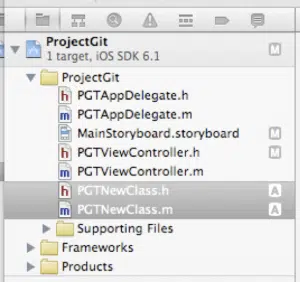 ProjectGit M
1 target, iOS SDK 6.1
ProjectGit
h PGTAppDelegate.h
m PGTAppDelegate.m
MainStoryboard.storyboard M
h PGTViewController.h M
m PGTViewController.m
h PGTNewClass.h A
m PGTNewClass.m A
Supporting Files
Frameworks
Products